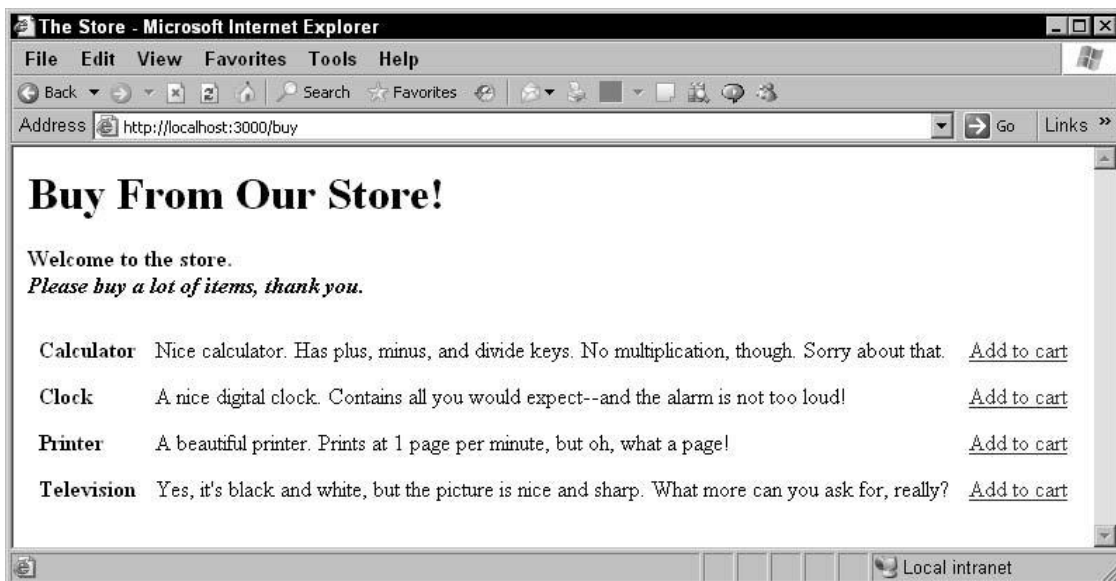 The Store - Microsoft Internet Explorer
File Edit View Favorites Tools Help
Back Search Favorites
Address http://localhost:3000/buy Go Links »
Buy From Our Store!
Welcome to the store.
Please buy a lot of items, thank you.
Calculator Nice calculator. Has plus, minus, and divide keys. No multiplication, though. Sorry about that. Add to cart
Clock A nice digital clock. Contains all you would expect--and the alarm is not too loud! Add to cart
Printer A beautiful printer. Prints at 1 page per minute, but oh, what a page! Add to cart
Television Yes, it's black and white, but the picture is nice and sharp. What more can you ask for, really? Add to cart
Local intranet